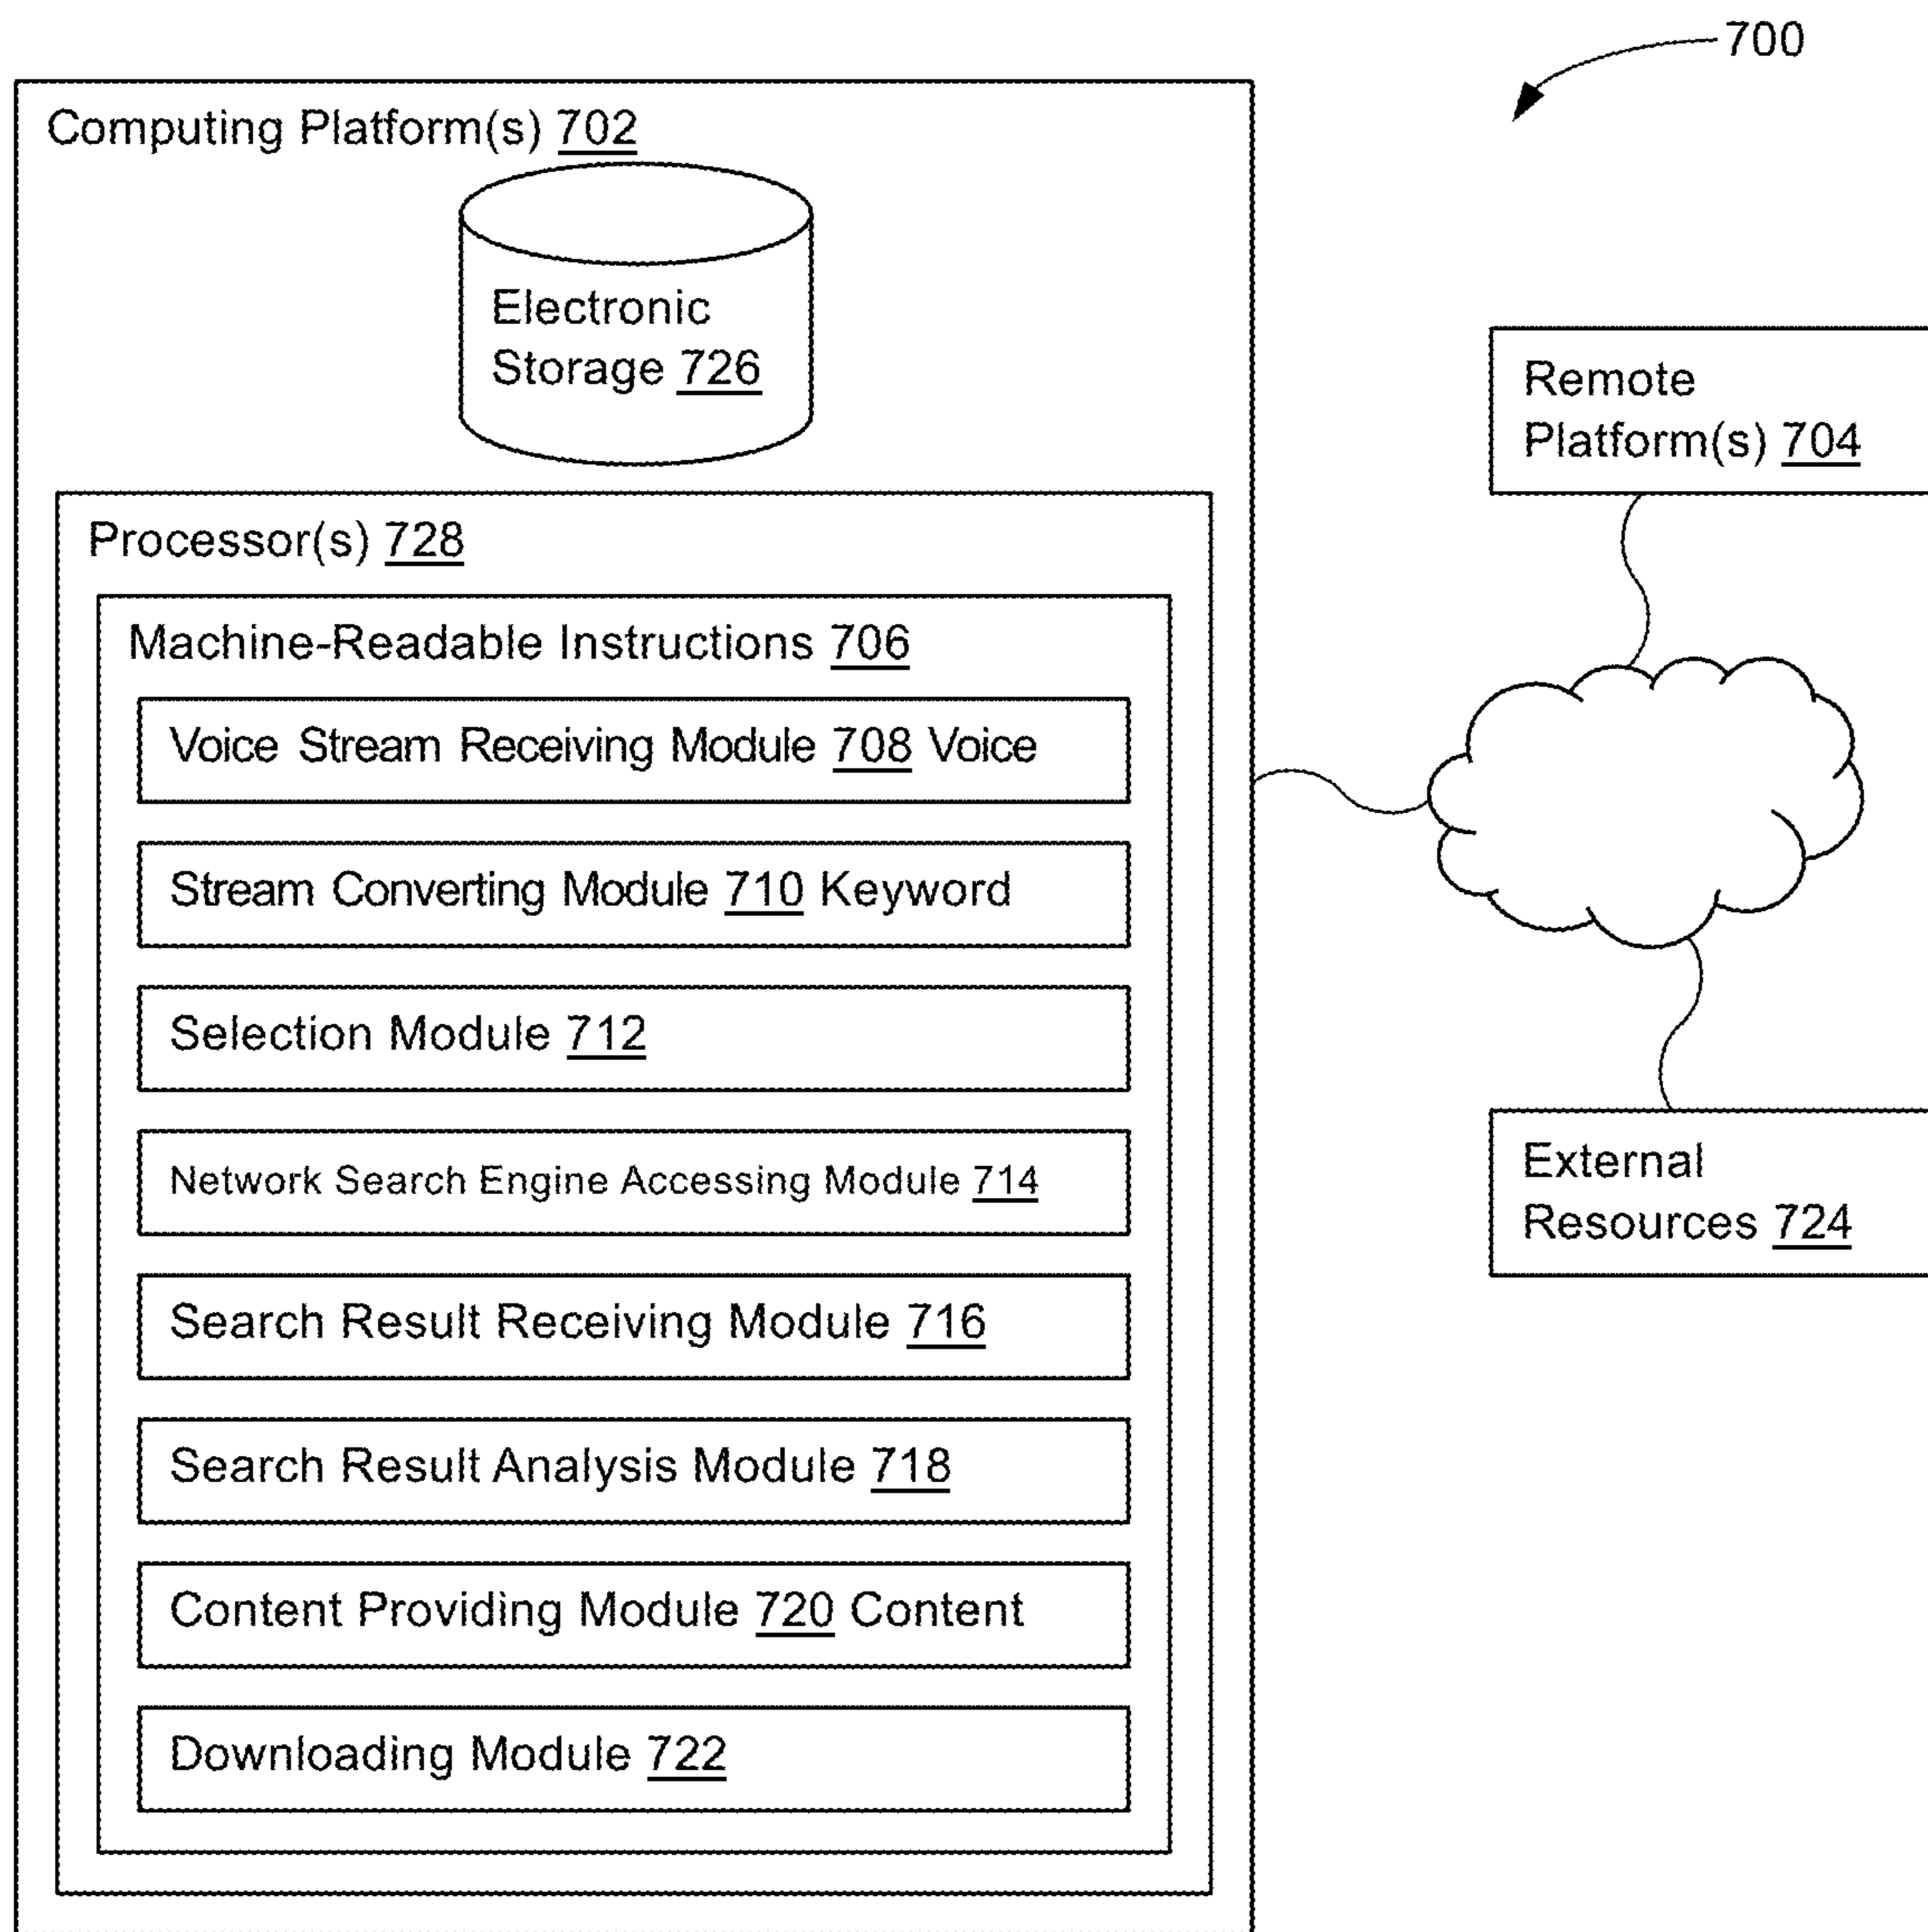 700
Computing Platform(s) 702
Electronic
Storage 726
Remote
Platform(s) 704
Processor(s) 728
Machine-Readable Instructions 706
Voice Stream Receiving Module 708 Voice
Stream Converting Module 710 Keyword
Selection Module 712
Network Search Engine Accessing Module 714
External
Resources 724
Search Result Receiving Module 716
Search Result Analysis Module 718
Content Providing Module 720 Content
Downloading Module 722